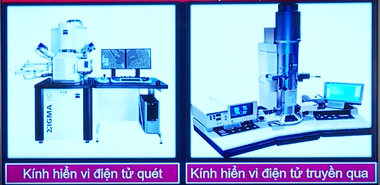 ΣIGMA
Kính hiển vi điện tử quét
Kính hiển vi điện tử truyền qua